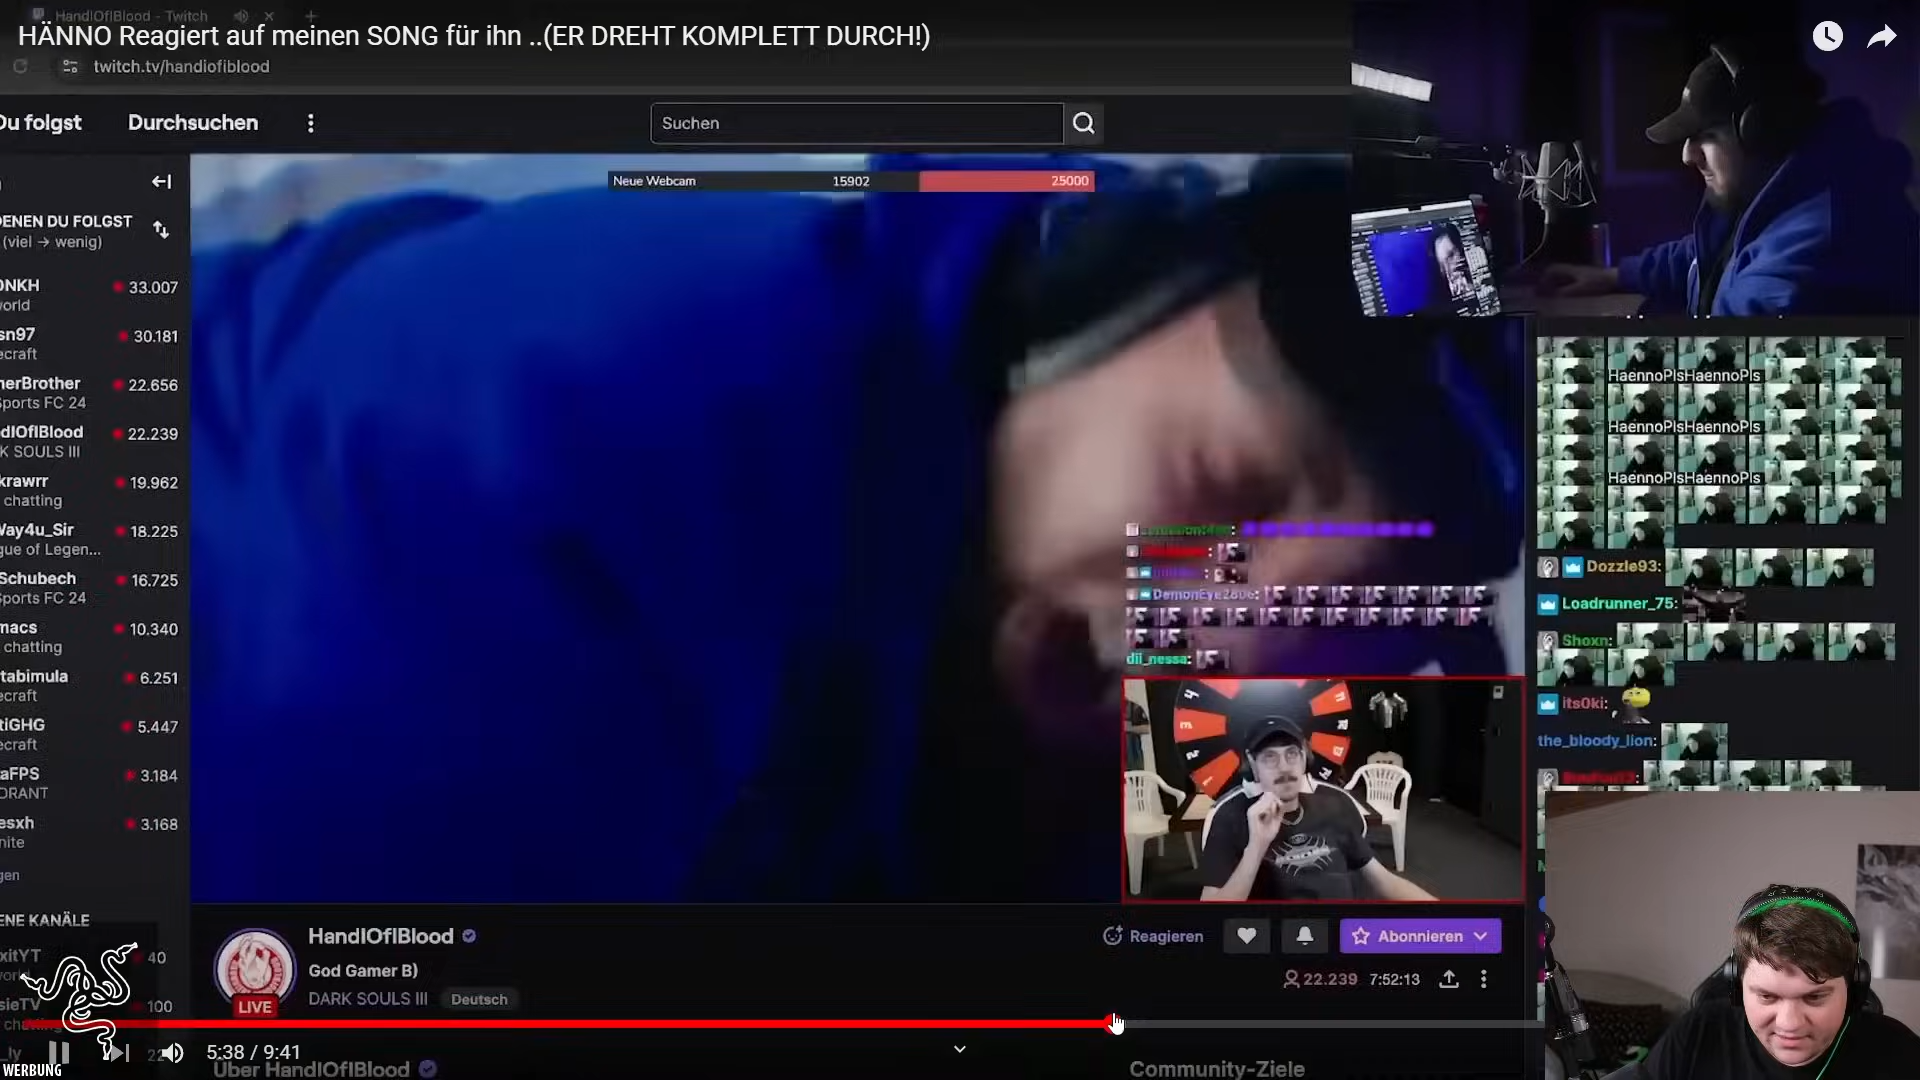 HandIOfIBlood - Twitch
HÄNNO Reagiert auf meinen SONG für ihn ..(ER DREHT KOMPLETT DURCH!)
twitch.tv/handiofiblood
Du folgst
Durchsuchen
Suchen
Neue Webcam 15902 25000
DENEN DU FOLGST
(viel → wenig)
ONKH 33.007
world
sn97 30.181
ecraft
nerBrother 22.656
Sports FC 24
dIOfIBlood 22.239
K SOULS III
krawrr 19.962
chatting
Way4u_Sir 18.225
gue of Legen...
Schubech 16.725
Sports FC 24
macs 10.340
chatting
tabimula 6.251
ecraft
tiGHG 5.447
ecraft
aFPS 3.184
ORANT
esxh 3.168
nite
gen
ENE KANÄLE
xitYT 40
sieTV 100
HaennoPlsHaennoPls
HaennoPlsHaennoPls
HaennoPlsHaennoPls
Dozzle93:
Loadrunner_75:
Shoxn:
itsOki:
the_bloody_lion:
DemonEye2806:
dii_nessa:
HandIOfIBlood
God Gamer B)
DARK SOULS III Deutsch
LIVE
Reagieren
Abonnieren
22.239 7:52:13
5:38 / 9:41
WERBUNG
Über HandIOfIBlood
Community-Ziele